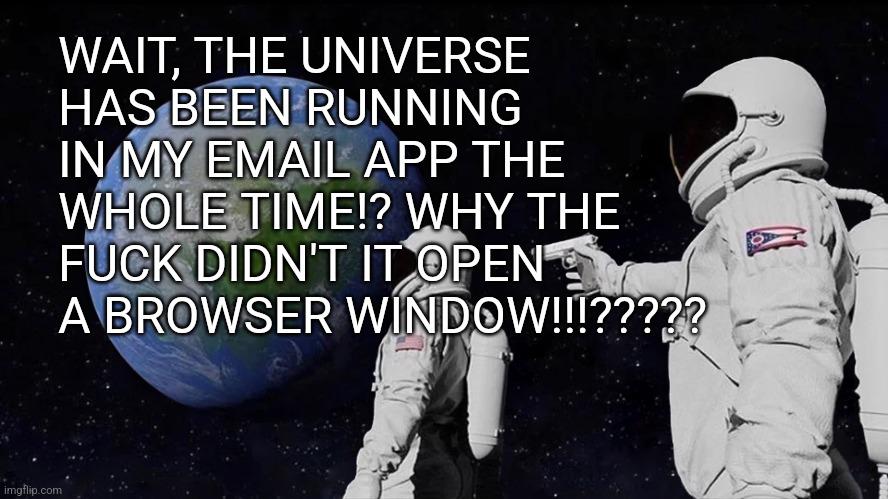 WAIT, THE UNIVERSE
HAS BEEN RUNNING
IN MY EMAIL APP THE
WHOLE TIME!? WHY THE
FUCK DIDN'T IT OPEN
A BROWSER WINDOW!!!?????
imgflip.com